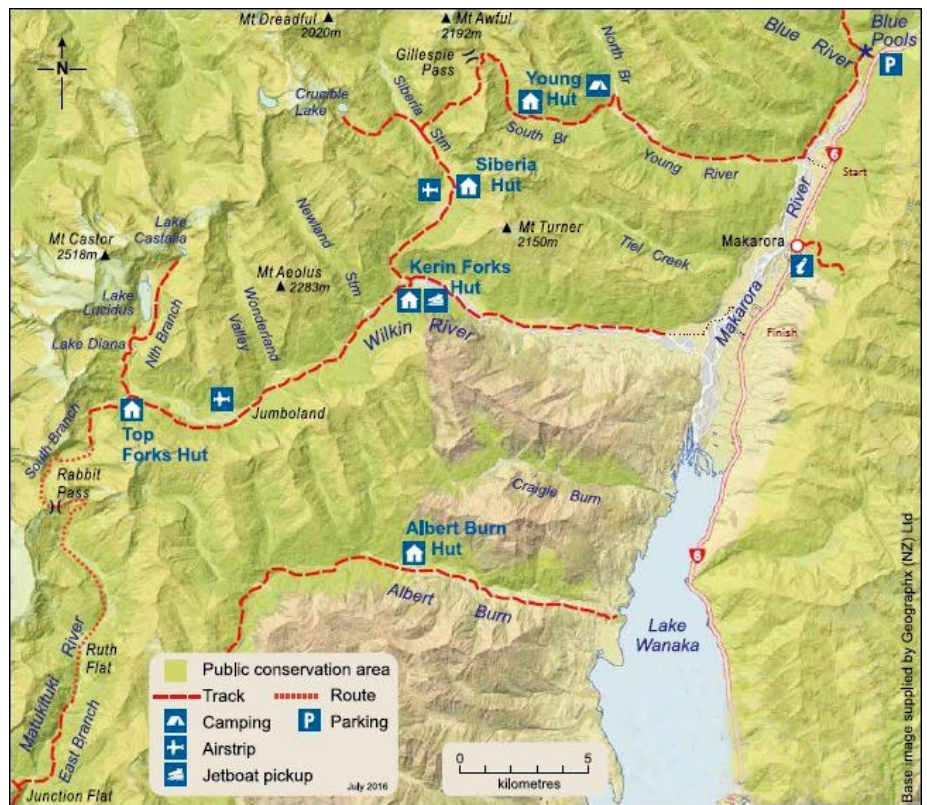 Mt Dreadful
2020m
Mt Awful
2192m
Gillespie
Pass
Blue River
Blue
Pools
P
N
Crucible
Lake
Siberia
Stm
Young
Hut
North Br
South Br
Young River
6
Start
Siberia
Hut
Mt Turner
2150m
Tiel Creek
River
Makarora
i
Lake
Castalia
Mt Castor
2518m
Newland
Stm
Mt Aeolus
2283m
Wonderland
Valley
Kerin Forks
Hut
Wilkin River
Makarora
Finish
Lake
Lucidus
Lake Diana
Nth Branch
Jumboland
South Branch
Top
Forks Hut
Rabbit
Pass
Craigle Burn
Albert Burn
Hut
Albert Burn
6
Lake
Wanaka
Ruth
Flat
Matukituki River
East Branch
Junction Flat
Public conservation area
Track
Route
Camping
P Parking
Airstrip
Jetboat pickup
July 2016
0 5
kilometres
Base image supplied by Geographx (NZ) Ltd